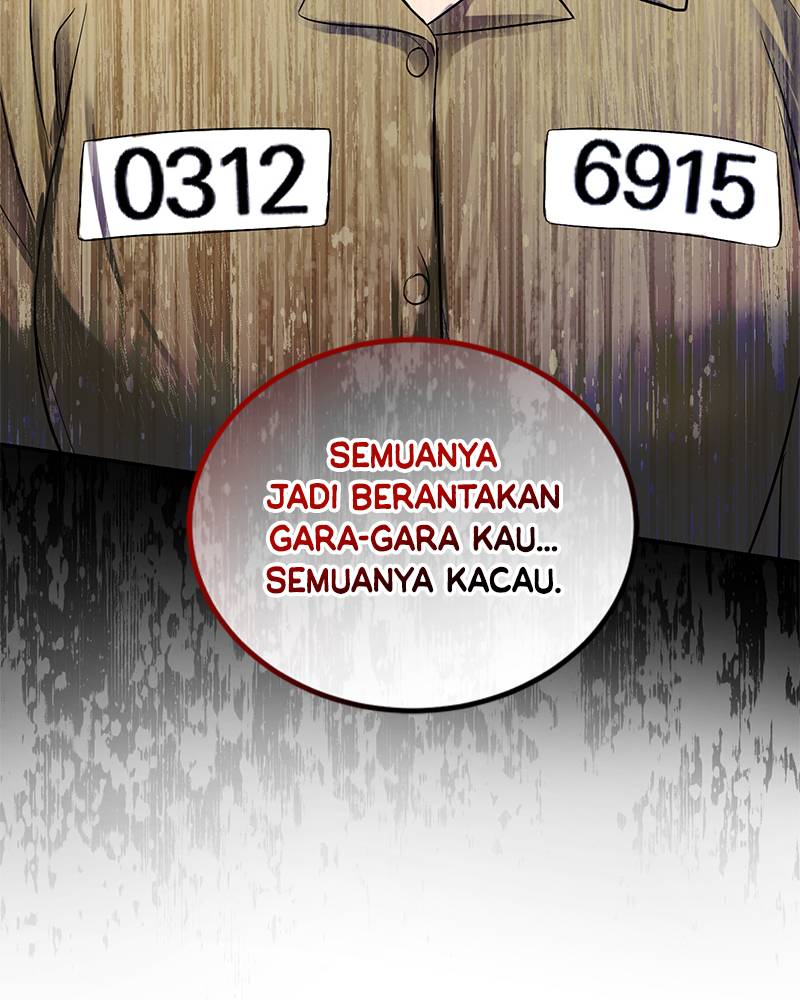 0312
6915
SEMUANYA
JADI BERANTAKAN
GARA-GARA KAU...
SEMUANYA KACAU.